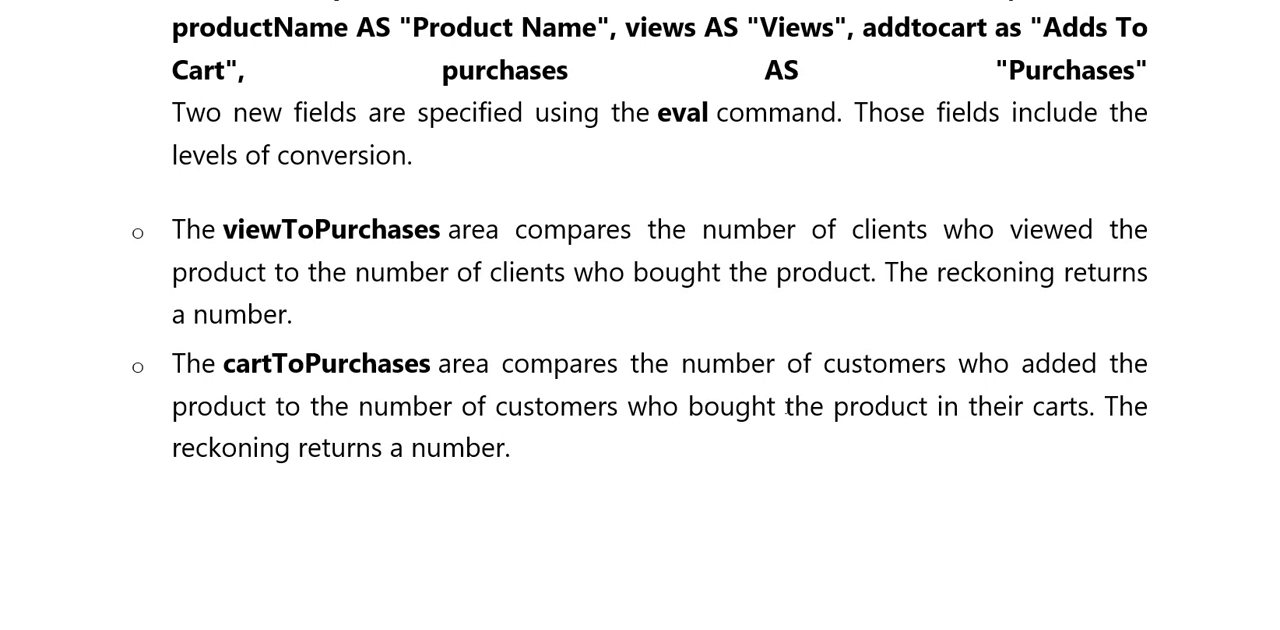 productName AS "Product Name", views AS "Views", addtocart as "Adds To
Cart", purchases AS "Purchases"
Two new fields are specified using the eval command. Those fields include the
levels of conversion.
o The viewToPurchases area compares the number of clients who viewed the
product to the number of clients who bought the product. The reckoning returns
a number.
o The cartToPurchases area compares the number of customers who added the
product to the number of customers who bought the product in their carts. The
reckoning returns a number.